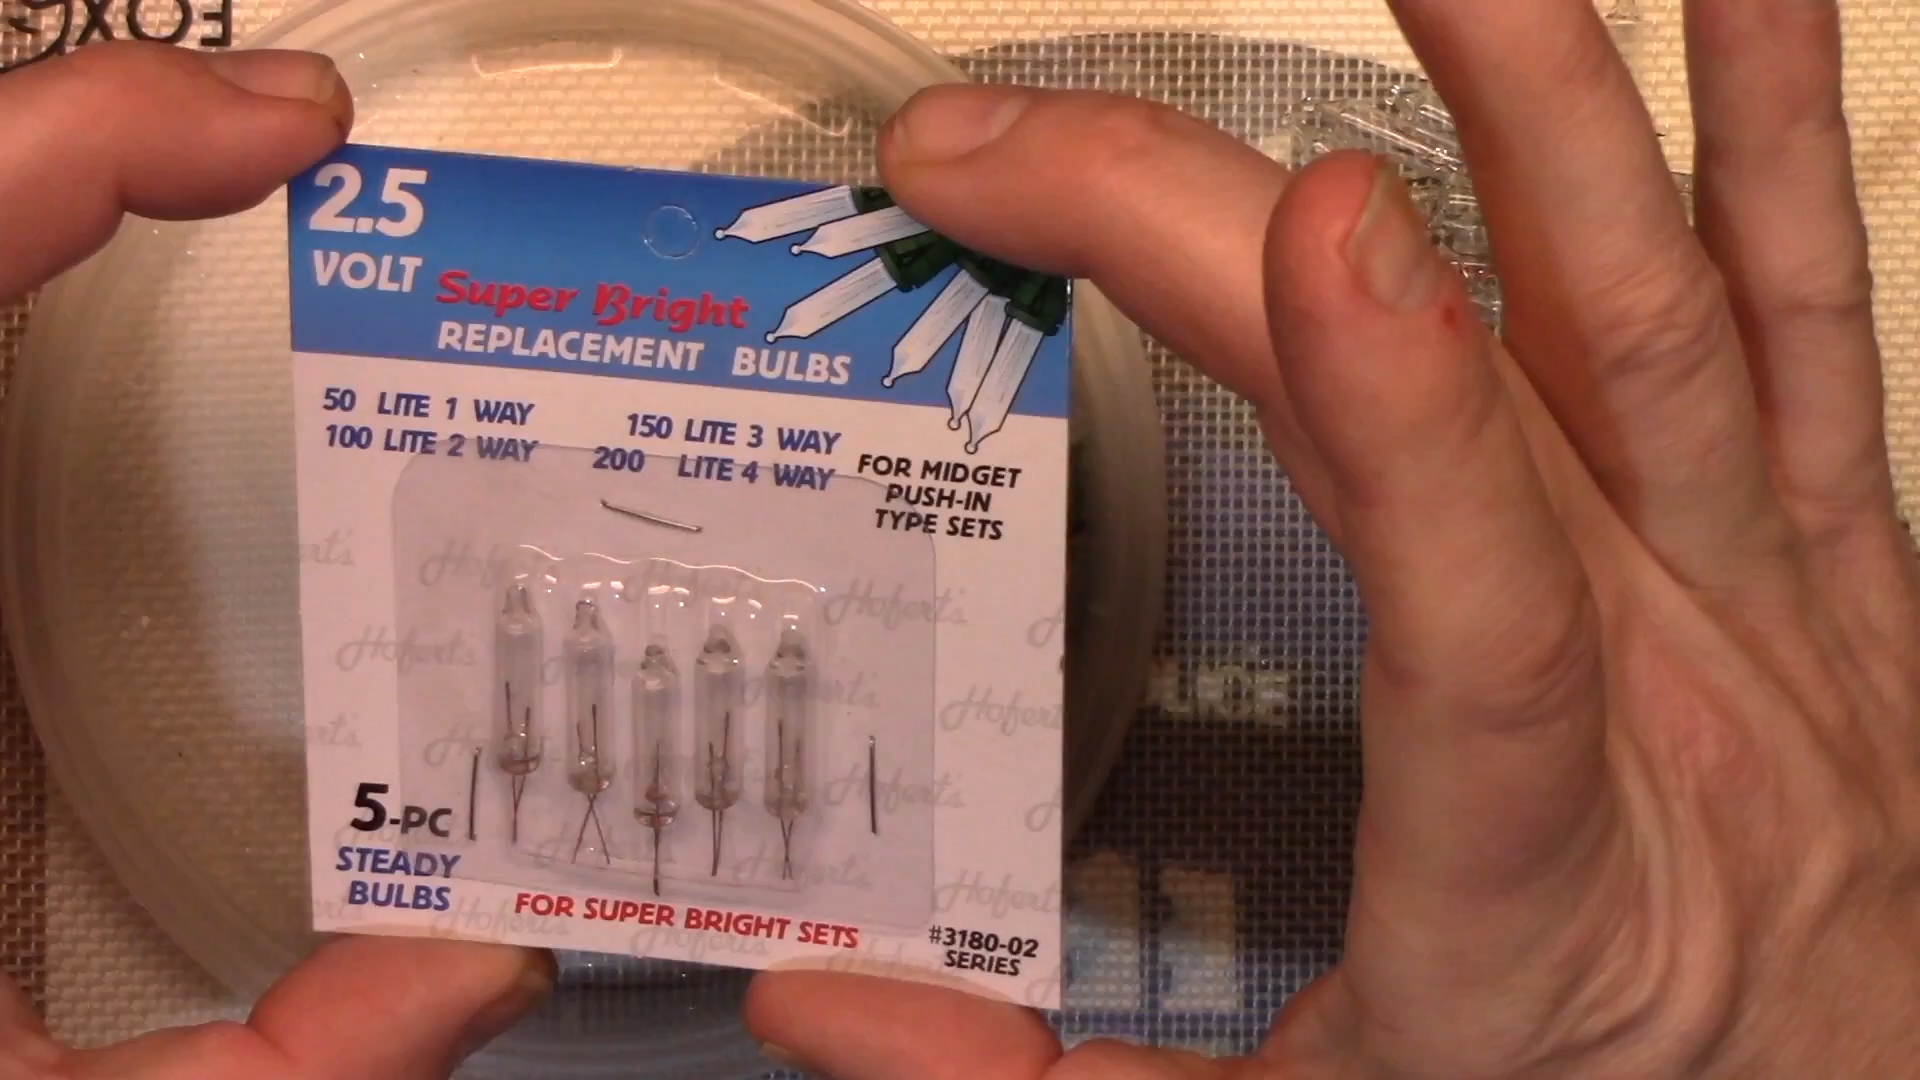 2.5
VOLT
Super Bright
REPLACEMENT BULBS
50 LITE 1 WAY
100 LITE 2 WAY
150 LITE 3 WAY
200 LITE 4 WAY
FOR MIDGET
PUSH-IN
TYPE SETS
Hofert's
5-PC
STEADY
BULBS
FOR SUPER BRIGHT SETS
#3180-02
SERIES